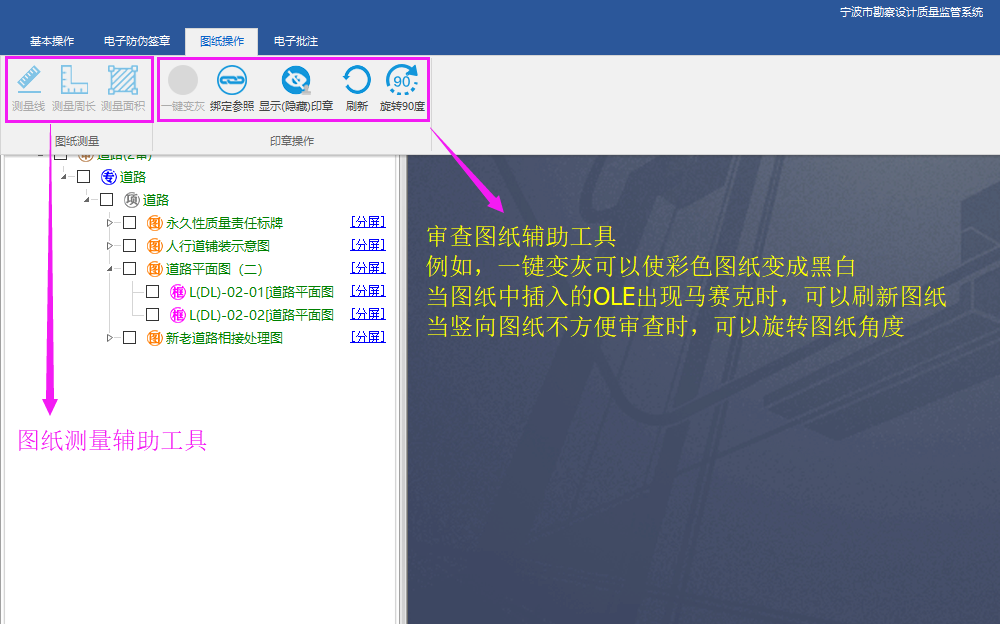 宁波市勘察设计质量监管系统
基本操作 电子防伪签章 图纸操作 电子批注
测量线 测量周长 测量面积 一键变灰 绑定参照 显示(隐藏)印章 刷新 旋转90度
90
图纸测量 印章操作
专 道路
项 道路
图 永久性质量责任标牌 [分屏]
图 人行道铺装示意图 [分屏]
图 道路平面图（二） [分屏]
框 L(DL)-02-01[道路平面图 [分屏]
框 L(DL)-02-02[道路平面图 [分屏]
图 新老道路相接处理图 [分屏]
审查图纸辅助工具
例如，一键变灰可以使彩色图纸变成黑白
当图纸中插入的OLE出现马赛克时，可以刷新图纸
当竖向图纸不方便审查时，可以旋转图纸角度
图纸测量辅助工具